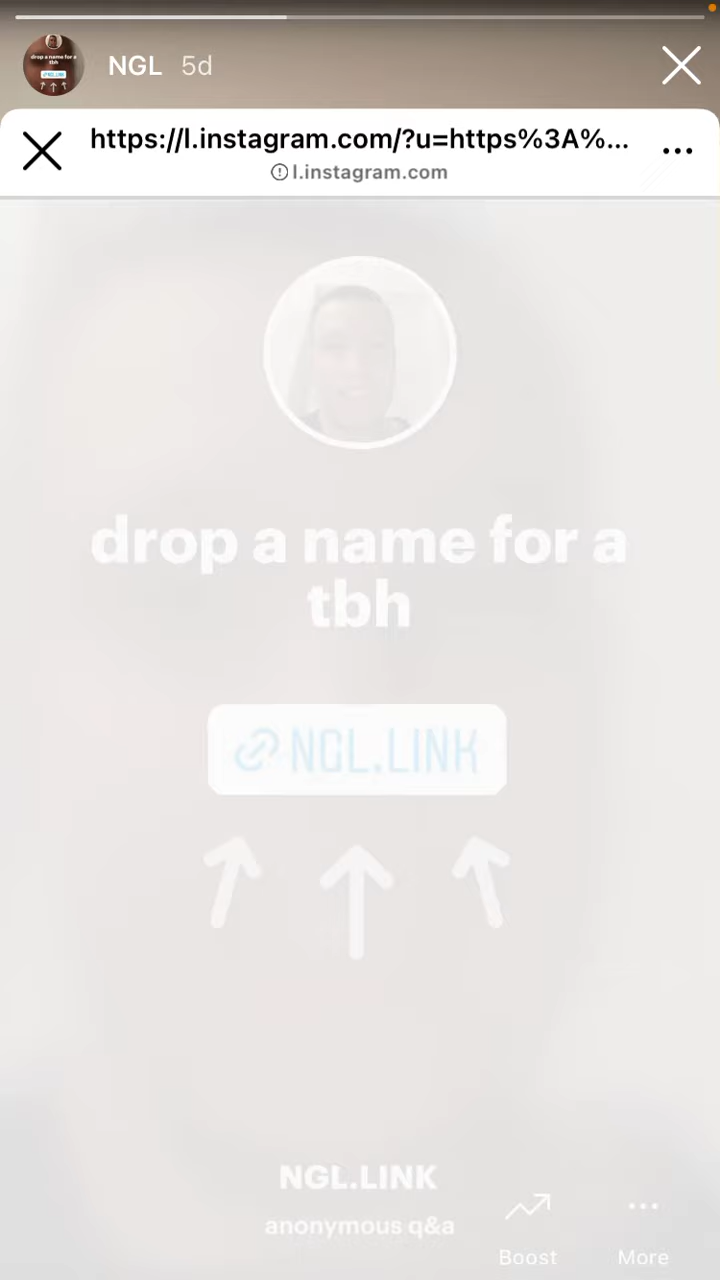 NGL 5d
https://l.instagram.com/?u=https%3A%...
l.instagram.com
drop a name for a
tbh
NGL.LINK
NGL.LINK
anonymous q&a
Boost More